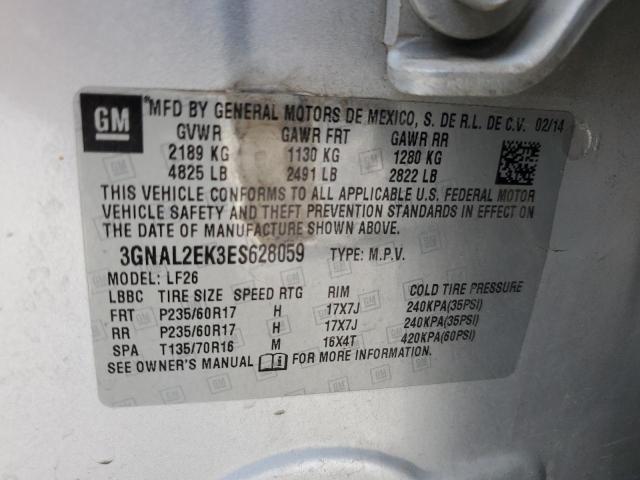 GM
*MFD BY GENERAL MOTORS DE MEXICO, S. DE R.L. DE C.V. 02/14
GVWR GAWR FRT GAWR RR
2189 KG 1130 KG 1280 KG
4825 LB 2491 LB 2822 LB
THIS VEHICLE CONFORMS TO ALL APPLICABLE U.S. FEDERAL MOTOR
VEHICLE SAFETY AND THEFT PREVENTION STANDARDS IN EFFECT ON
THE DATE OF MANUFACTURE SHOWN ABOVE.
3GNAL2EK3ES628059 TYPE: M.P.V.
MODEL: LF26
LBBC TIRE SIZE SPEED RTG RIM COLD TIRE PRESSURE
FRT P235/60R17 H 17X7J 240KPA(35PSI)
RR P235/60R17 H 17X7J 240KPA(35PSI)
SPA T135/70R16 M 16X4T 420KPA(60PSI)
SEE OWNER'S MANUAL FOR MORE INFORMATION.